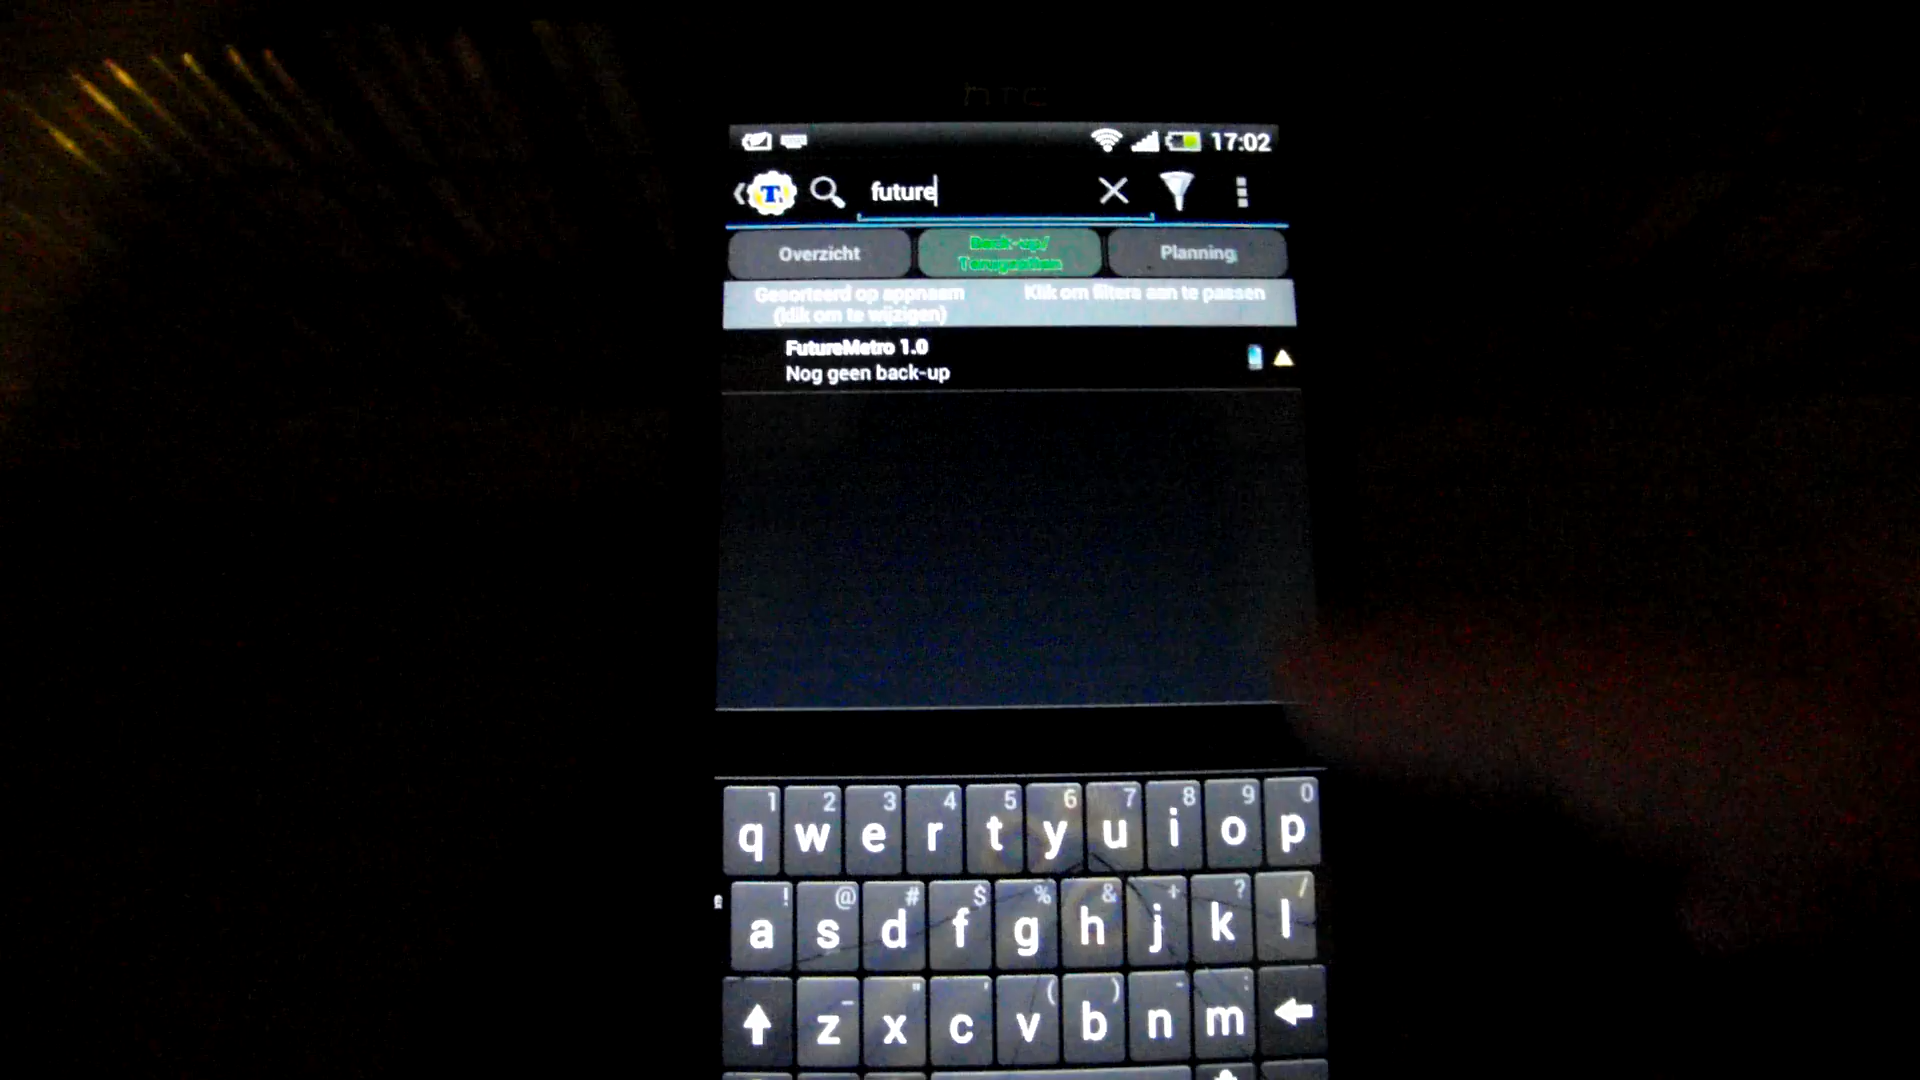 htc
17:02
T
future
Overzicht
Back-up/
Terugzetten
Planning
Gesorteerd op appnaam
(klik om te wijzigen)
Klik om filters aan te passen
FutureMetro 1.0
Nog geen back-up
1 2 3 4 5 6 7 8 9 0
q w e r t y u i o p
! @ # $ % & + ? /
a s d f g h j k l
_ " ' ( ) - :
z x c v b n m